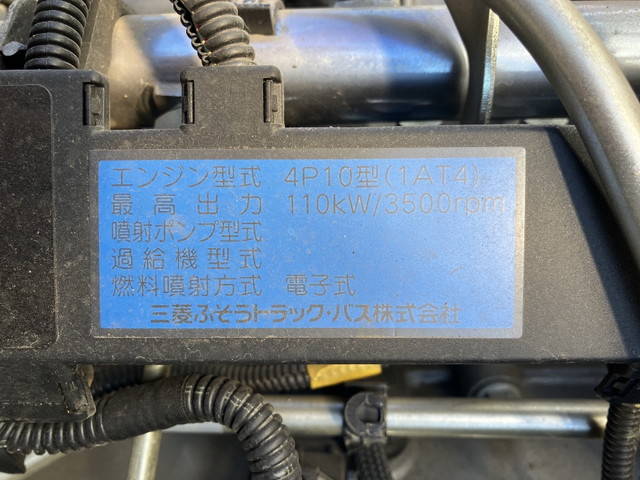 エンジン型式 4P10型(1AT4)
最高出力 110kW/3500rpm
噴射ポンプ型式
過給機型式
燃料噴射方式 電子式
三菱ふそうトラック・バス株式会社